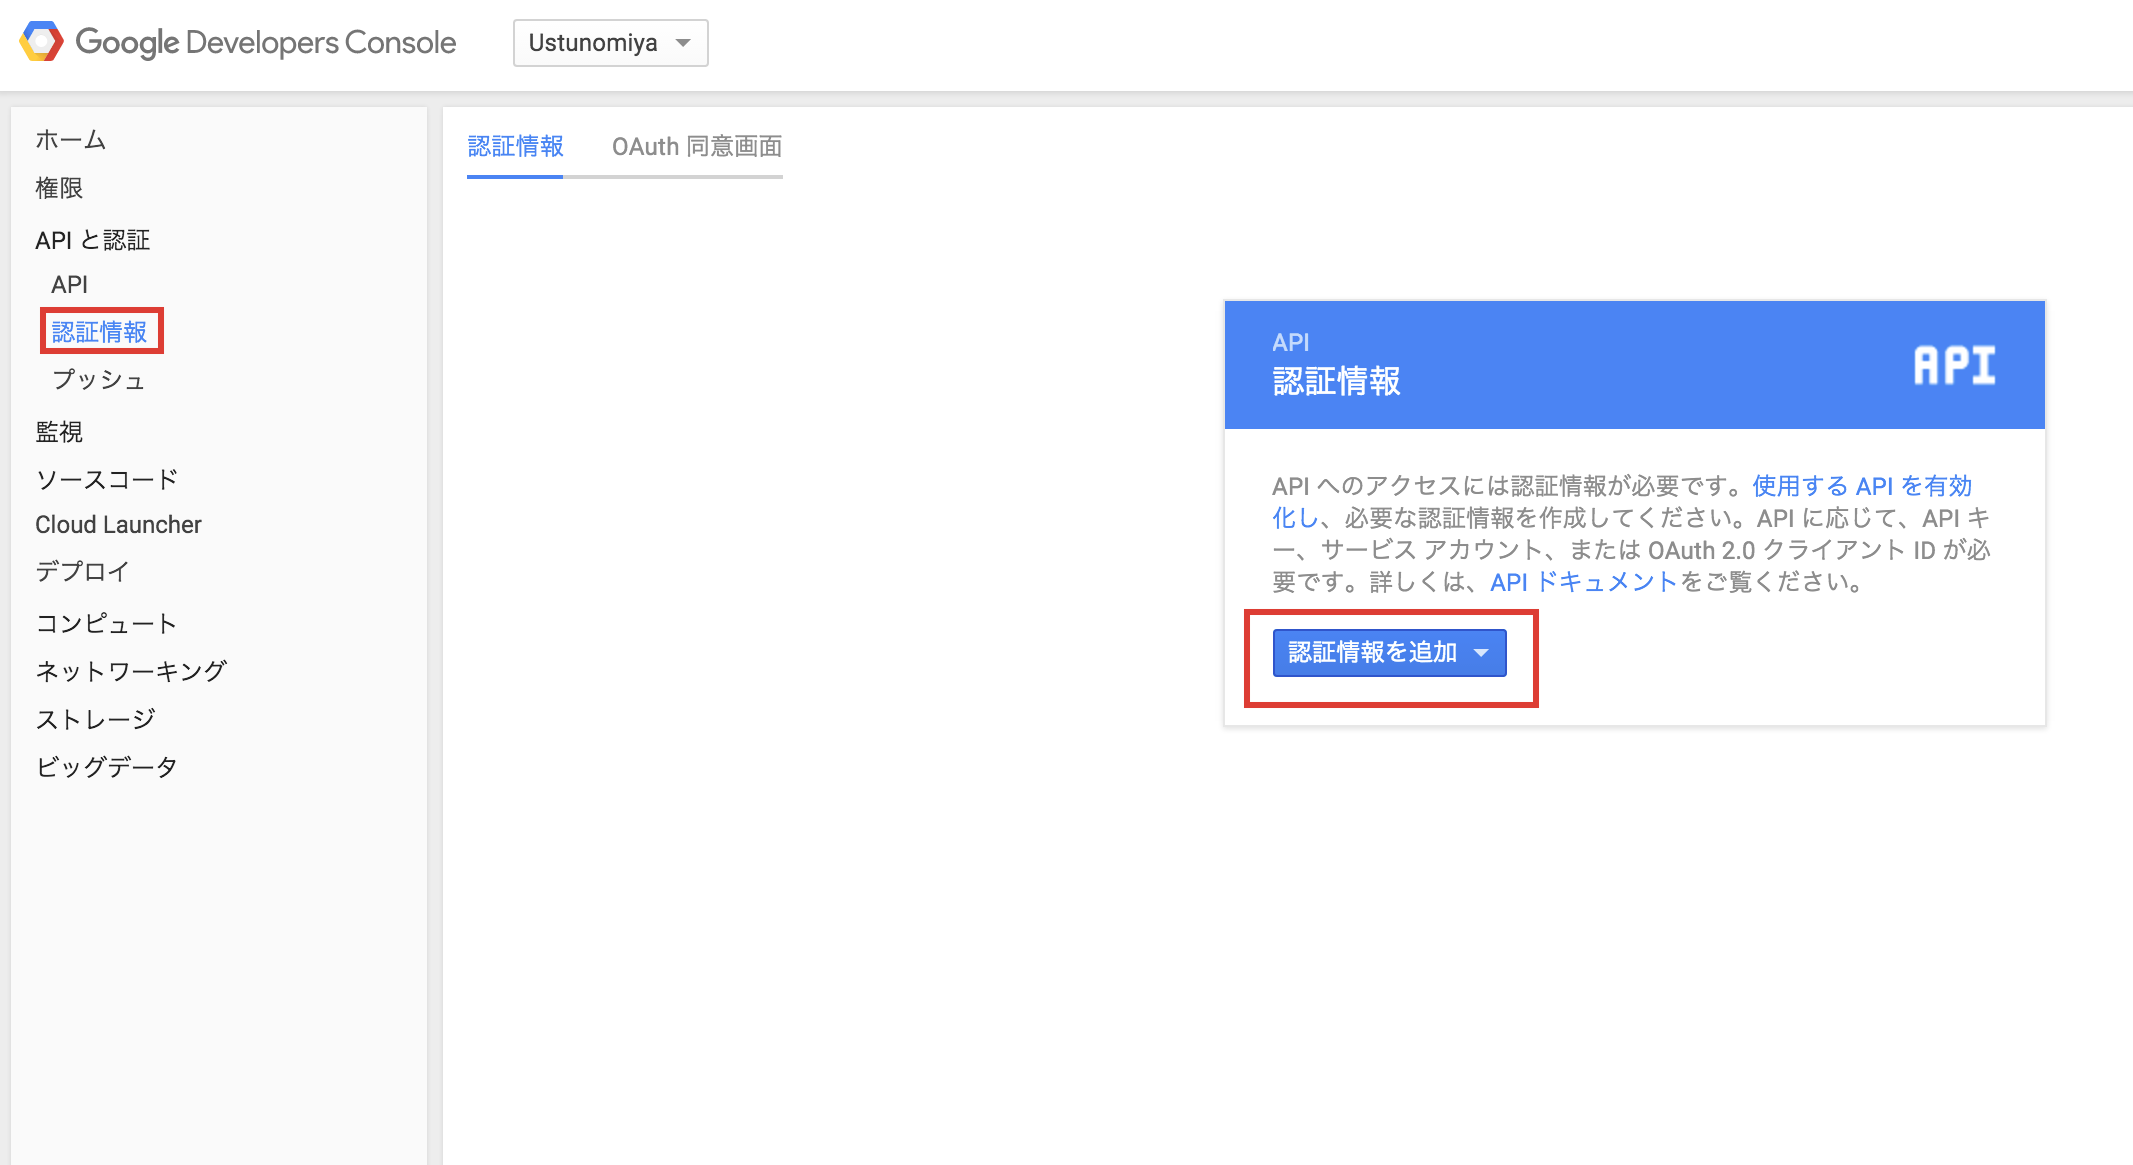 Google Developers Console
Ustunomiya
ホーム
権限
API と認証
API
認証情報
プッシュ
監視
ソースコード
Cloud Launcher
デプロイ
コンピュート
ネットワーキング
ストレージ
ビッグデータ
認証情報
OAuth 同意画面
API
認証情報
API
API へのアクセスには認証情報が必要です。使用する API を有効
化し、必要な認証情報を作成してください。API に応じて、API キ
ー、サービス アカウント、または OAuth 2.0 クライアント ID が必
要です。詳しくは、API ドキュメントをご覧ください。
認証情報を追加